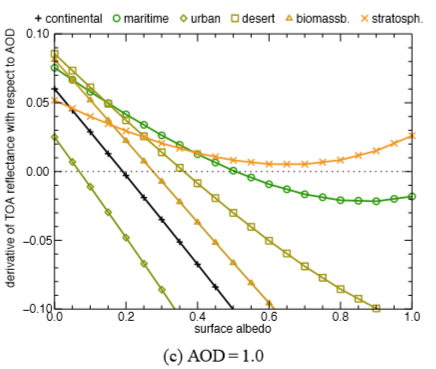 continental maritime urban desert biomassb. stratosph.
derivative of TOA reflectance with respect to AOD
0.10
0.05
0.00
−0.05
−0.10
0.0 0.2 0.4 0.6 0.8 1.0
surface albedo
(c) AOD = 1.0